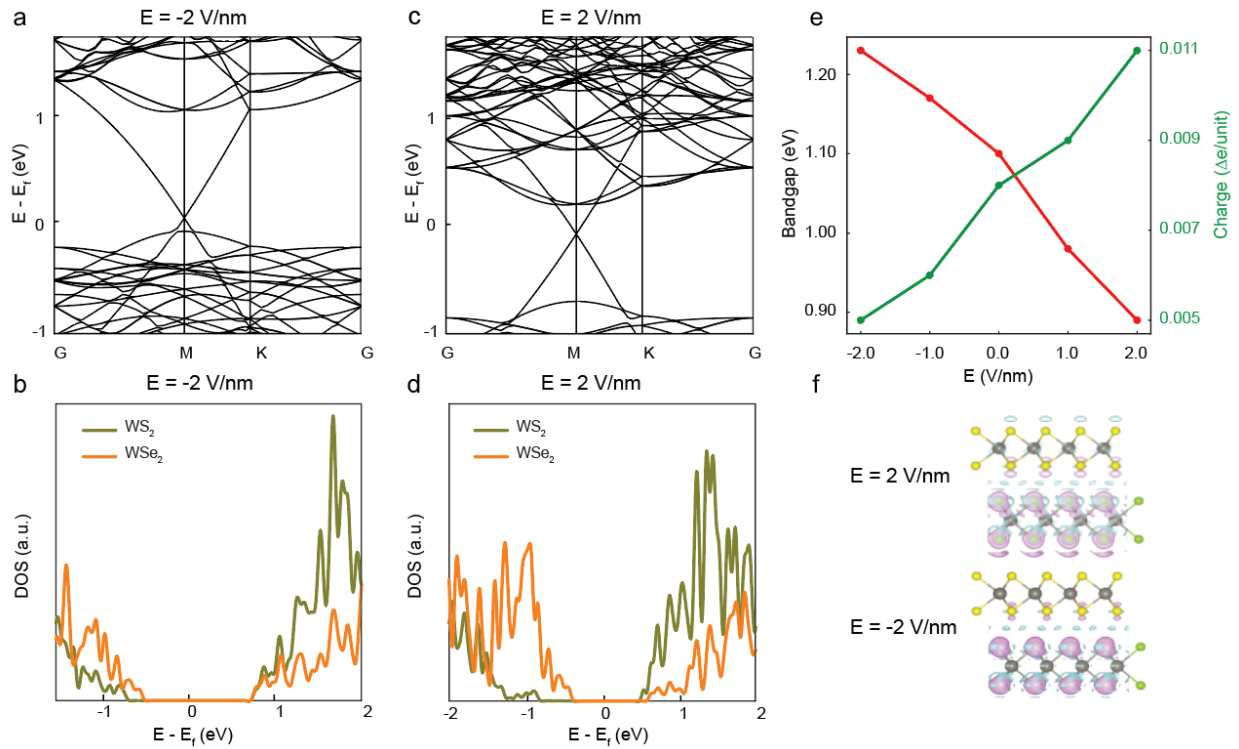 a
E = -2 V/nm
E - E_f (eV)
1
0
-1
G M K G
b
E = -2 V/nm
WS₂
WSe₂
DOS (a.u.)
-1 0 1 2
E - E_f (eV)
c
E = 2 V/nm
E - E_f (eV)
1
0
-1
G M K G
d
E = 2 V/nm
WS₂
WSe₂
DOS (a.u.)
-2 -1 0 1 2
E - E_f (eV)
e
Bandgap (eV)
1.20
1.10
1.00
0.90
Charge (Δe/unit)
0.011
0.009
0.007
0.005
-2.0 -1.0 0.0 1.0 2.0
E (V/nm)
f
E = 2 V/nm
E = -2 V/nm